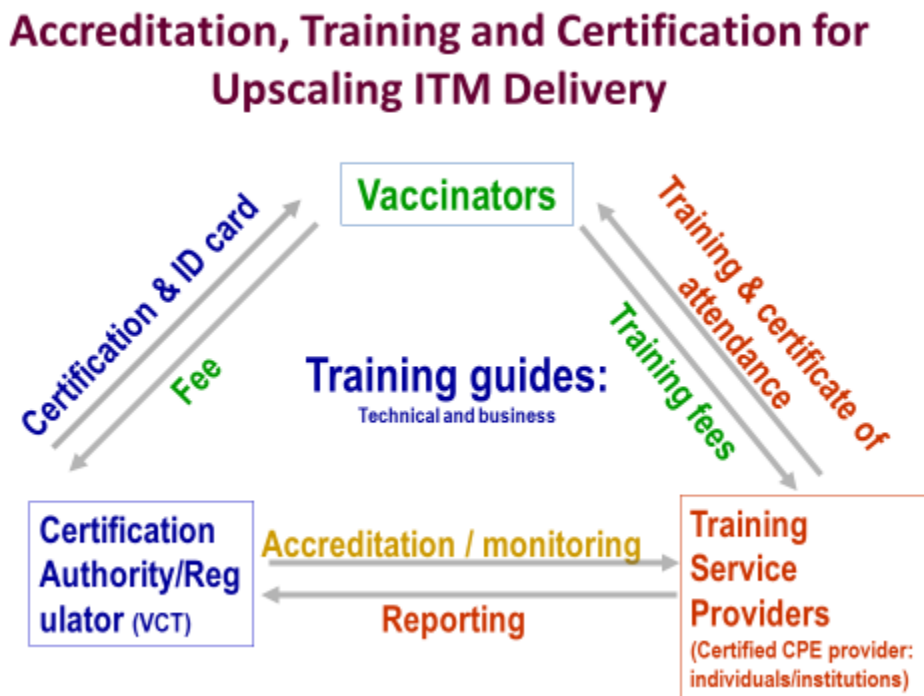 Accreditation, Training and Certification for
Upscaling ITM Delivery
Vaccinators
Certification & ID card
Fee
Training & certificate of
attendance
Training fees
Training guides:
Technical and business
Certification
Authority/Reg
ulator (VCT)
Accreditation / monitoring
Reporting
Training
Service
Providers
(Certified CPE provider:
individuals/institutions)